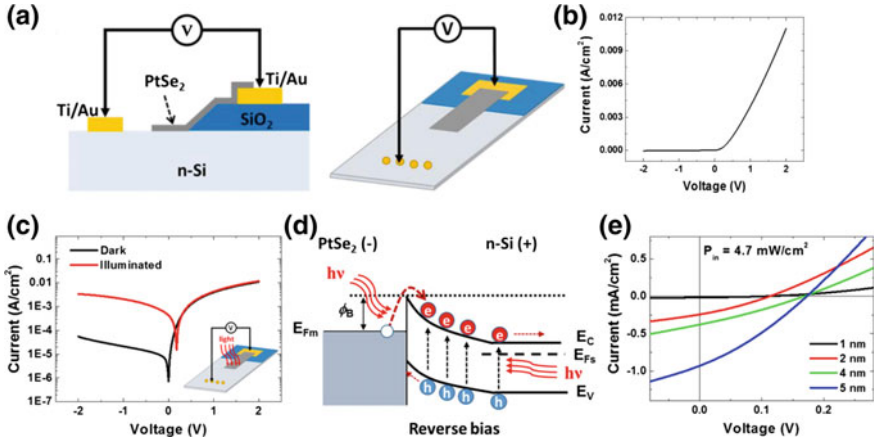 (a)
V
Ti/Au
PtSe₂
Ti/Au
SiO₂
n-Si
V
(b)
Current (A/cm²)
0.012
0.009
0.006
0.003
0.000
-2 -1 0 1 2
Voltage (V)
(c)
Dark
Illuminated
Current (A/cm²)
1
0.1
0.01
1E-3
1E-4
1E-5
1E-6
1E-7
V
light
-2 -1 0 1 2
Voltage (V)
(d)
PtSe₂ (-) n-Si (+)
hν
ϕB
EFm
e e e e
EC
EFs
hν
h h h h
EV
Reverse bias
(e)
Pin = 4.7 mW/cm²
Current (mA/cm²)
0.5
0.0
-0.5
-1.0
1 nm
2 nm
4 nm
5 nm
0.0 0.1 0.2
Voltage (V)